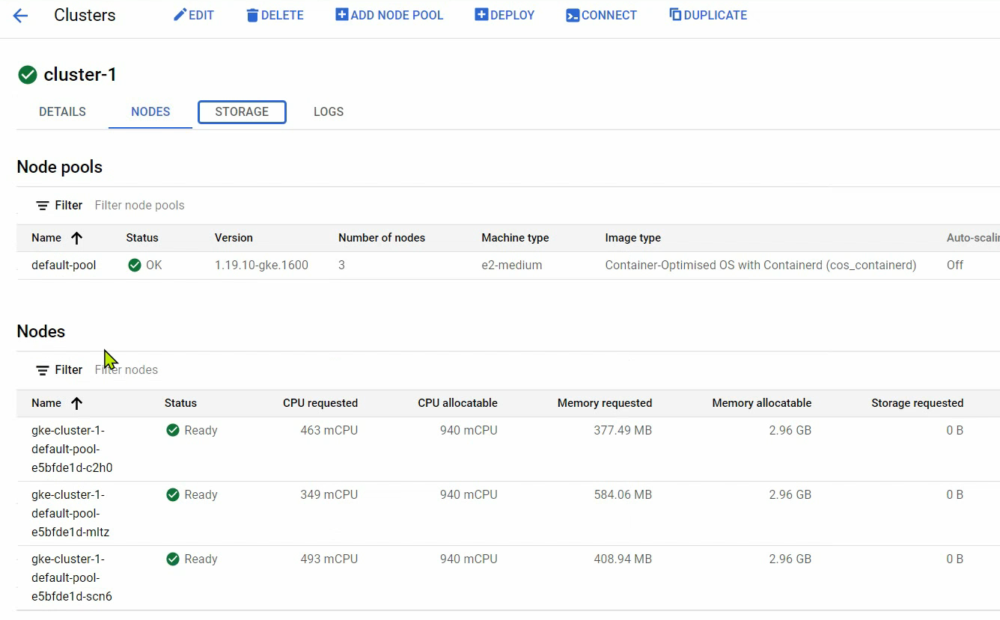 Clusters EDIT DELETE ADD NODE POOL DEPLOY CONNECT DUPLICATE
cluster-1
DETAILS NODES STORAGE LOGS
Node pools
Filter Filter node pools
Name Status Version Number of nodes Machine type Image type Auto-scalin
default-pool OK 1.19.10-gke.1600 3 e2-medium Container-Optimised OS with Containerd (cos_containerd) Off
Nodes
Filter Filter nodes
Name Status CPU requested CPU allocatable Memory requested Memory allocatable Storage requested
gke-cluster-1- Ready 463 mCPU 940 mCPU 377.49 MB 2.96 GB 0 B
default-pool-
e5bfde1d-c2h0
gke-cluster-1- Ready 349 mCPU 940 mCPU 584.06 MB 2.96 GB 0 B
default-pool-
e5bfde1d-mltz
gke-cluster-1- Ready 493 mCPU 940 mCPU 408.94 MB 2.96 GB 0 B
default-pool-
e5bfde1d-scn6